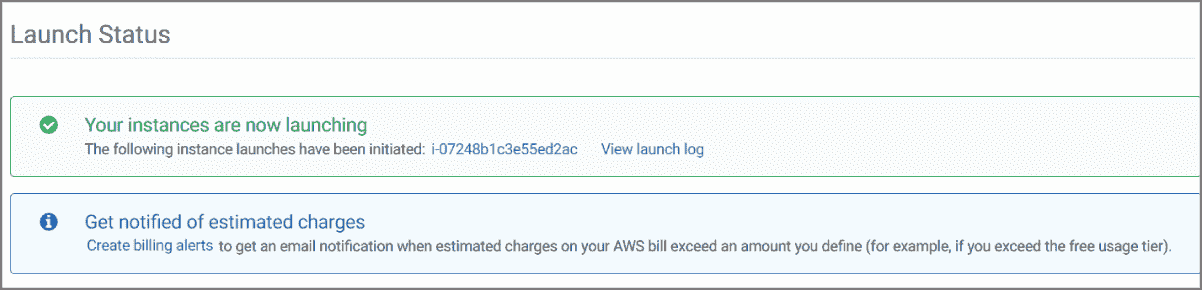 Launch Status
Your instances are now launching
The following instance launches have been initiated: i-07248b1c3e55ed2ac View launch log
Get notified of estimated charges
Create billing alerts to get an email notification when estimated charges on your AWS bill exceed an amount you define (for example, if you exceed the free usage tier).